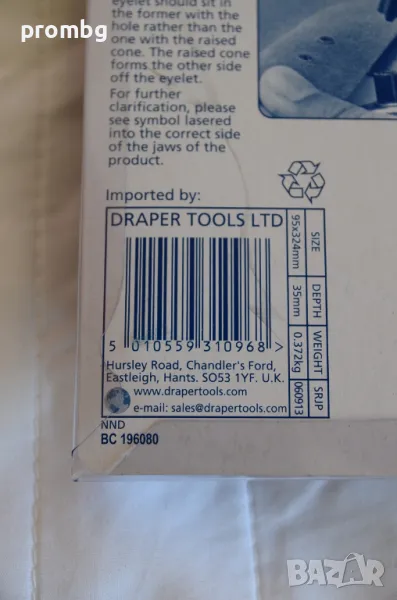 prombg
eyelet should sit in
the former with the
hole rather than the
one with the raised
cone. The raised cone
forms the other side
off the eyelet.
For further
clarification, please
see symbol lasered
into the correct side
of the jaws of the
product.
Imported by:
DRAPER TOOLS LTD
5 010559 310968 >
Hursley Road, Chandler's Ford,
Eastleigh, Hants. SO53 1YF. U.K.
www.drapertools.com
e-mail: sales@drapertools.com
NND
BC 196080
SIZE DEPTH WEIGHT SRJP
95x324mm 35mm 0.372kg 060913
BAZAR